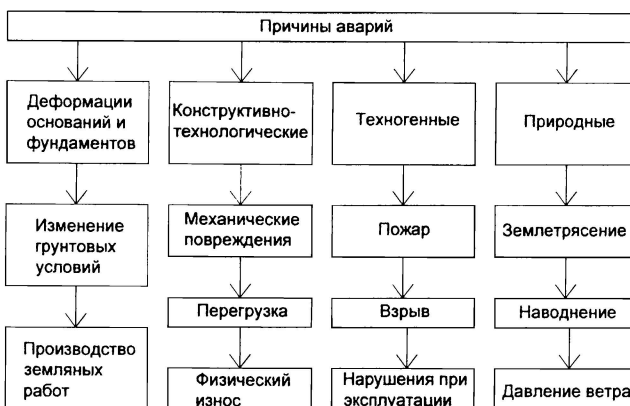 Причины аварий
Деформации
оснований и
фундаментов
Конструктивно-
технологические
Техногенные
Природные
Изменение
грунтовых
условий
Механические
повреждения
Пожар
Землетрясение
Перегрузка
Взрыв
Наводнение
Производство
земляных
работ
Физический
износ
Нарушения при
эксплуатации
Давление ветра